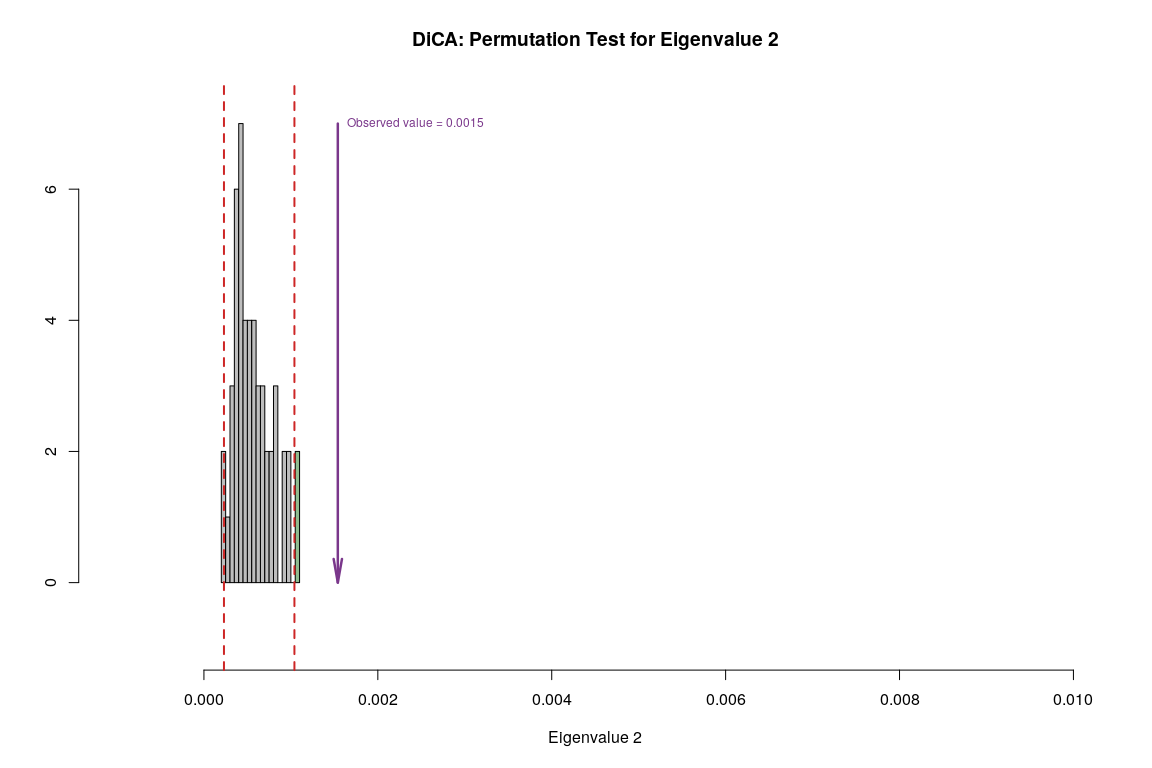 DiCA: Permutation Test for Eigenvalue 2
Observed value = 0.0015
6
4
2
0
0.000 0.002 0.004 0.006 0.008 0.010
Eigenvalue 2